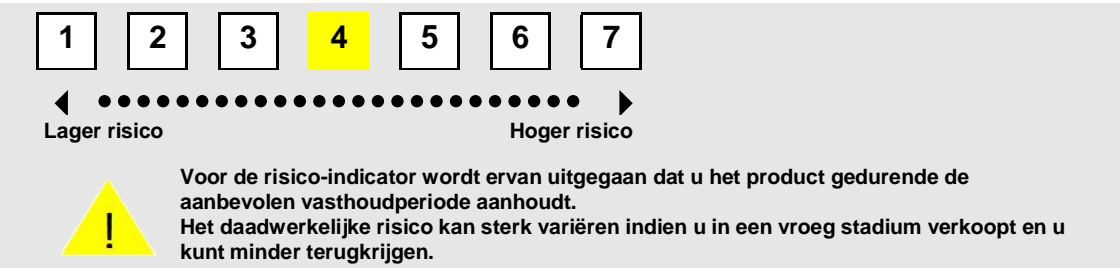 1 2 3 4 5 6 7
Lager risico Hoger risico
Voor de risico-indicator wordt ervan uitgegaan dat u het product gedurende de
aanbevolen vasthoudperiode aanhoudt.
Het daadwerkelijke risico kan sterk variëren indien u in een vroeg stadium verkoopt en u
kunt minder terugkrijgen.
!